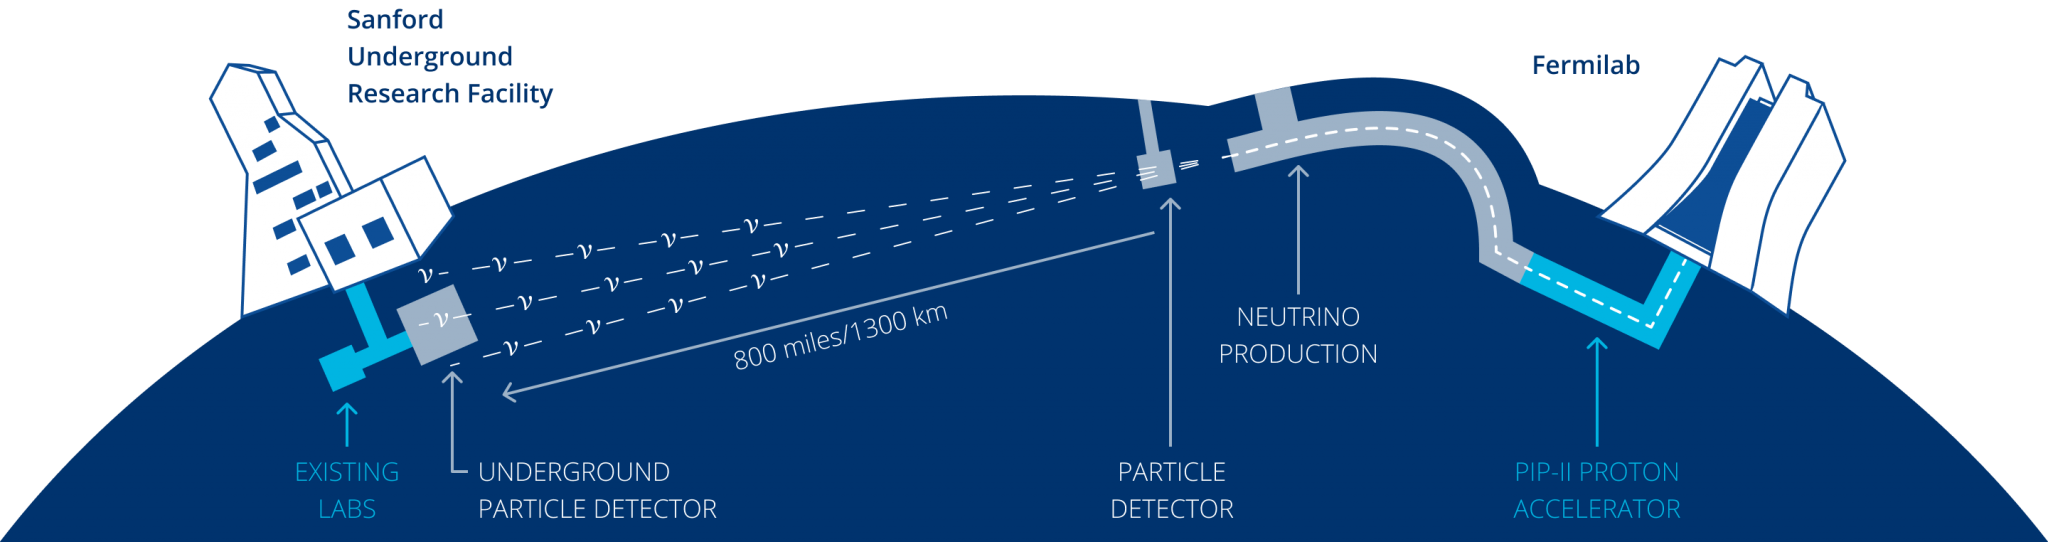 Sanford
Underground
Research Facility
Fermilab
ν
ν
ν
ν
ν
ν
ν
ν
ν
ν
ν
ν
ν
800 miles/1300 km
NEUTRINO
PRODUCTION
EXISTING
LABS
UNDERGROUND
PARTICLE DETECTOR
PARTICLE
DETECTOR
PIP-II PROTON
ACCELERATOR